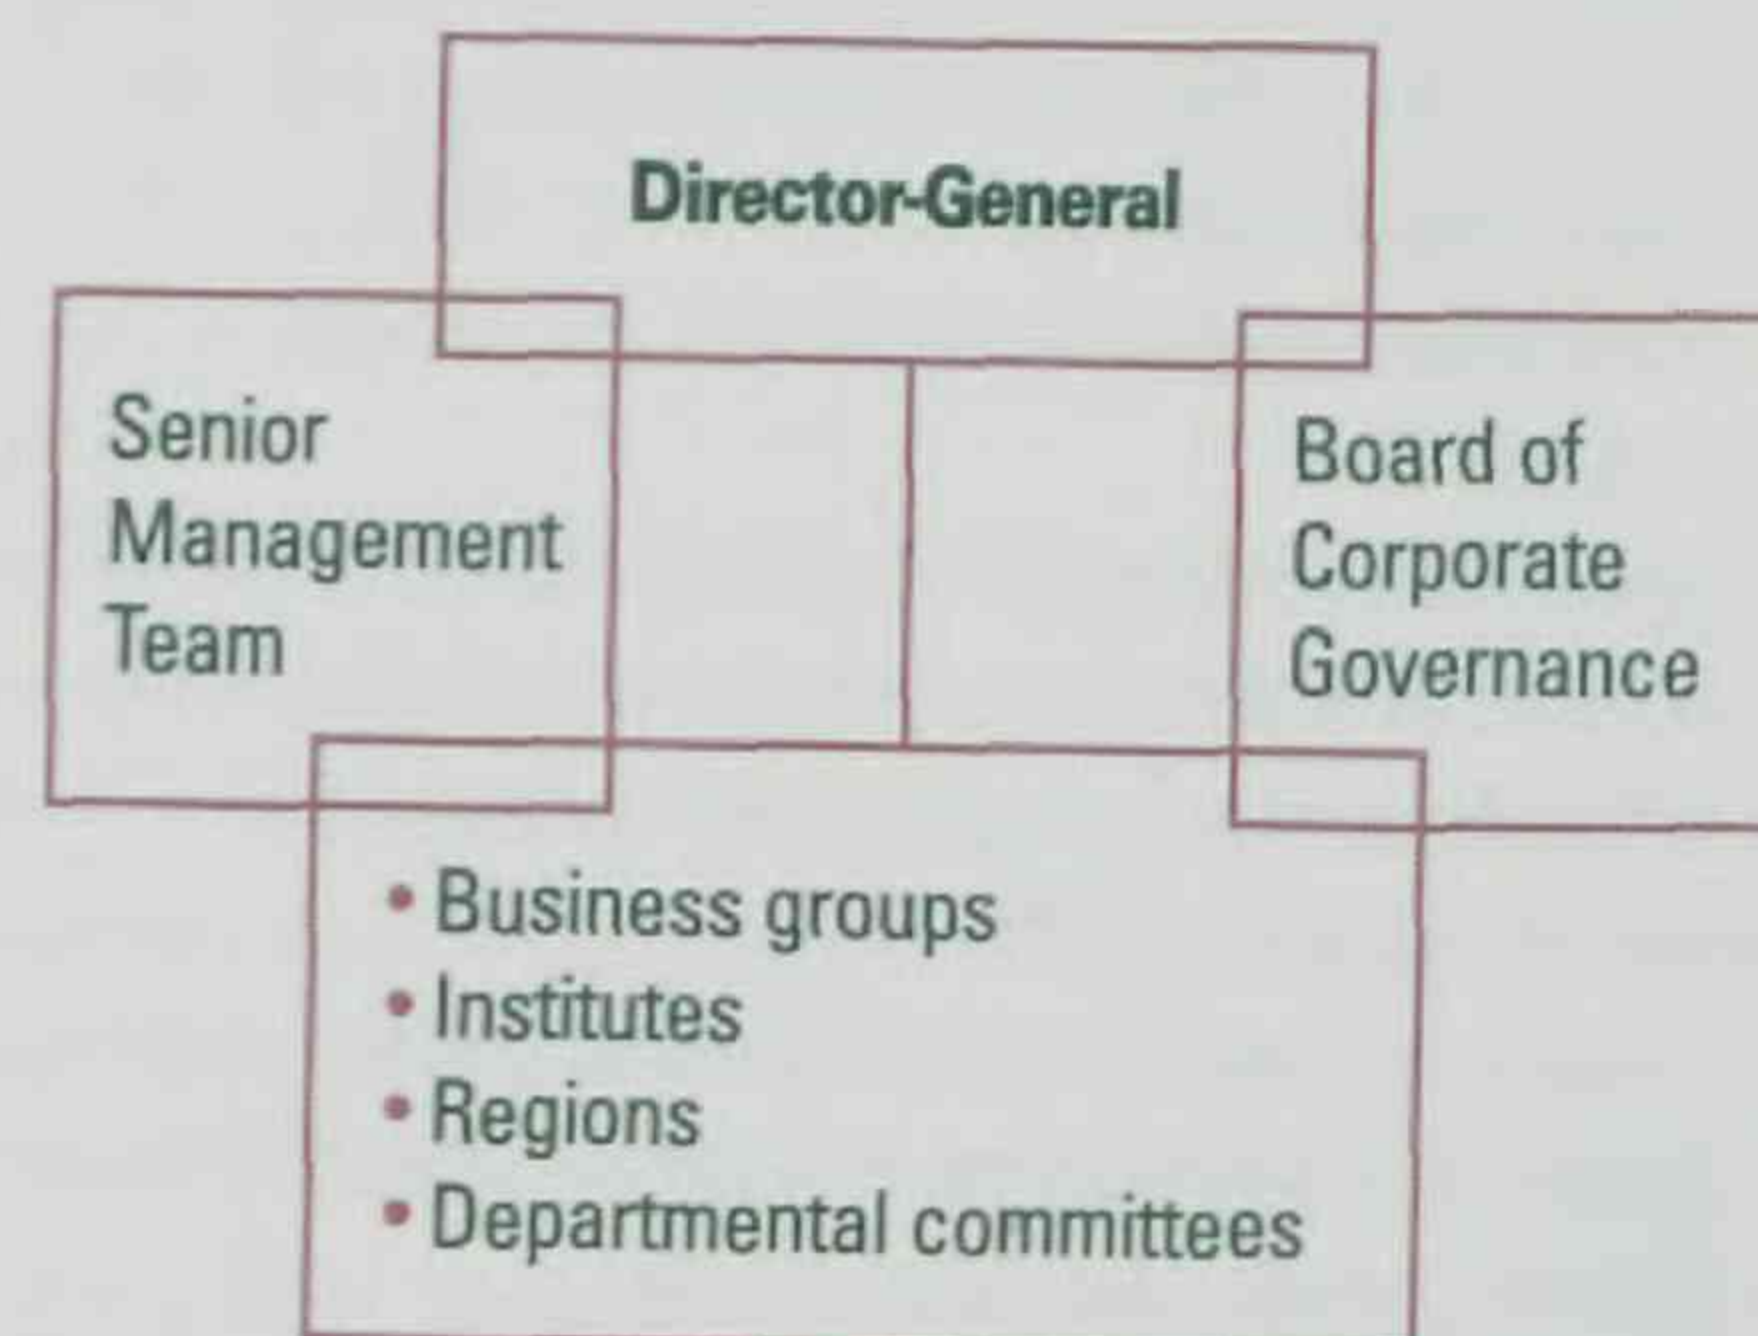 Director-General
Senior
Management
Team
Board of
Corporate
Governance
• Business groups
• Institutes
• Regions
• Departmental committees